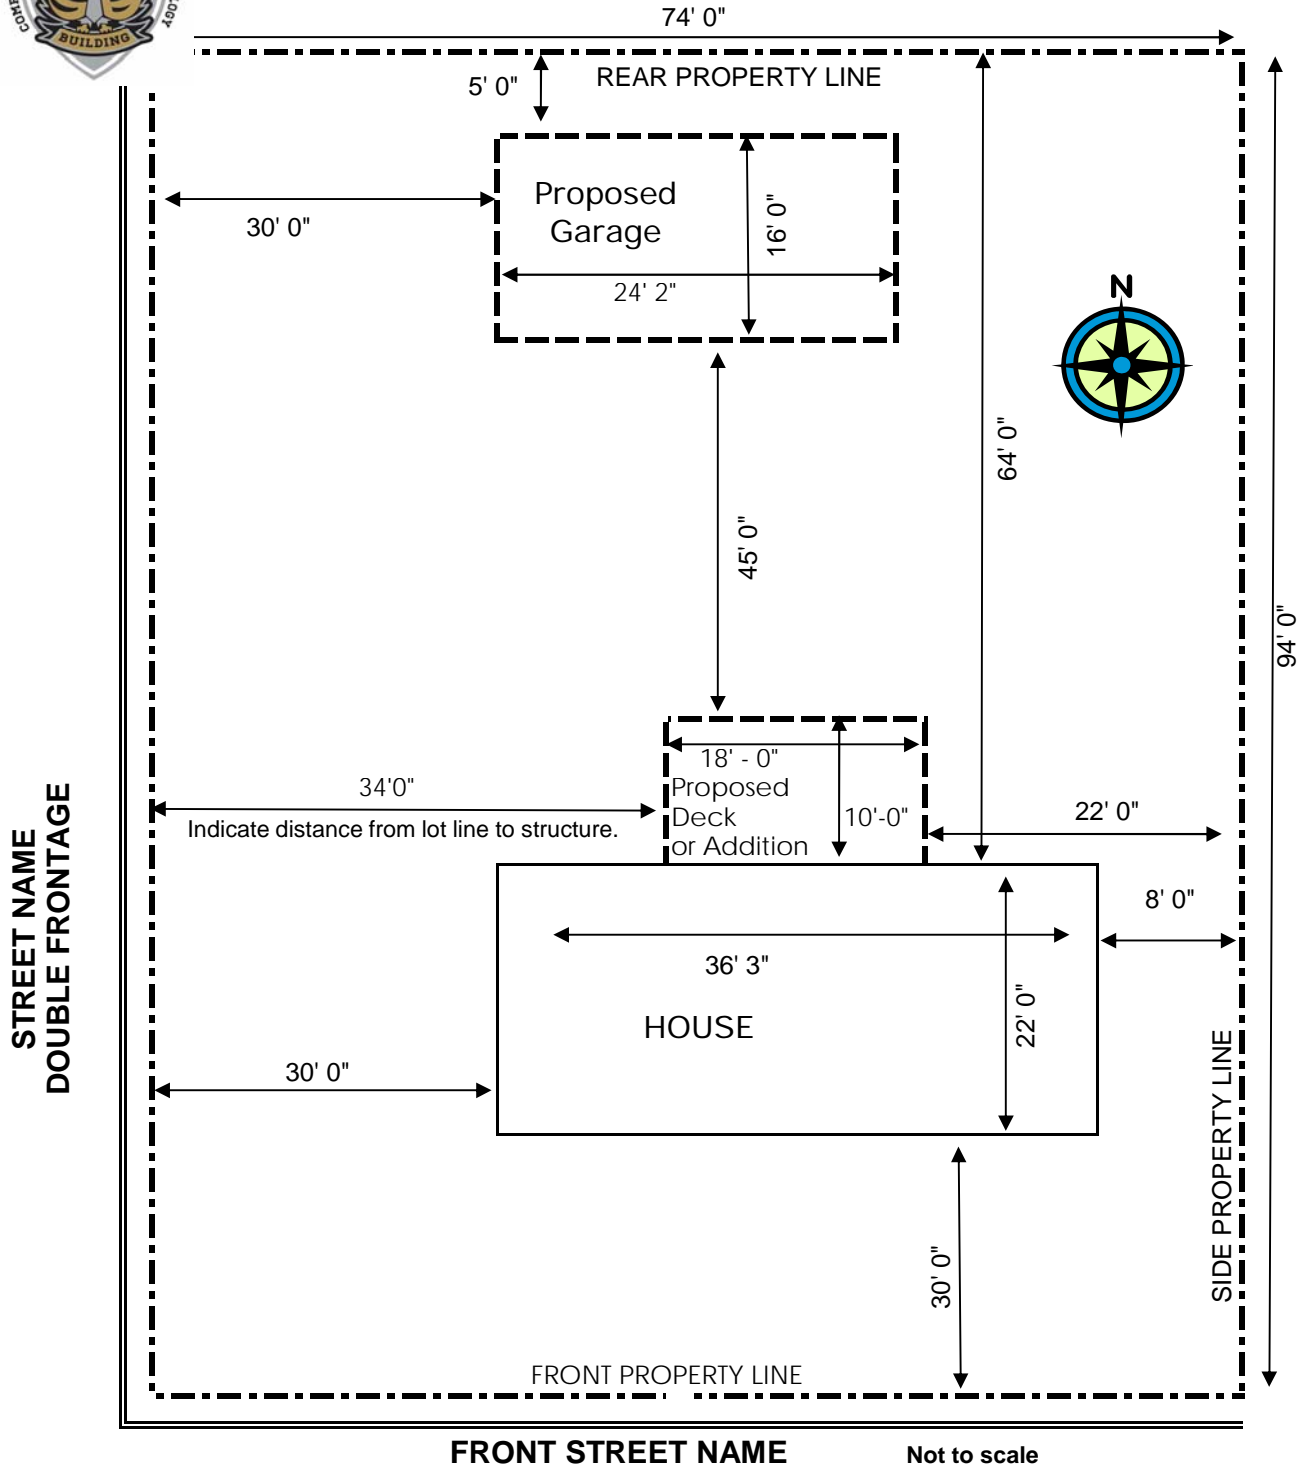 BUILDING
74' 0"
5' 0"
REAR PROPERTY LINE
30' 0"
Proposed
Garage
16' 0"
24' 2"
N
64' 0"
45' 0"
94' 0"
18' - 0"
Proposed
Deck
or Addition
10'-0"
34'0"
Indicate distance from lot line to structure.
22' 0"
8' 0"
36' 3"
HOUSE
22' 0"
30' 0"
STREET NAME
DOUBLE FRONTAGE
SIDE PROPERTY LINE
30' 0"
FRONT PROPERTY LINE
FRONT STREET NAME
Not to scale